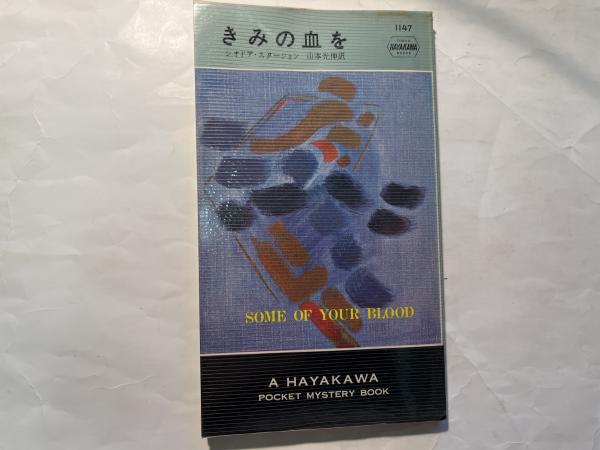 きみの血を
1147
シオドア・スタージョン 山本光伸訳
HAYAKAWA
SOME OF YOUR BLOOD
A HAYAKAWA
POCKET MYSTERY BOOK